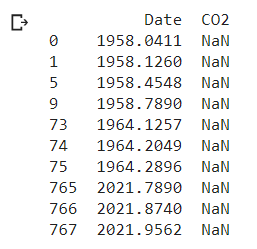 Date CO2
0 1958.0411 NaN
1 1958.1260 NaN
5 1958.4548 NaN
9 1958.7890 NaN
73 1964.1257 NaN
74 1964.2049 NaN
75 1964.2896 NaN
765 2021.7890 NaN
766 2021.8740 NaN
767 2021.9562 NaN